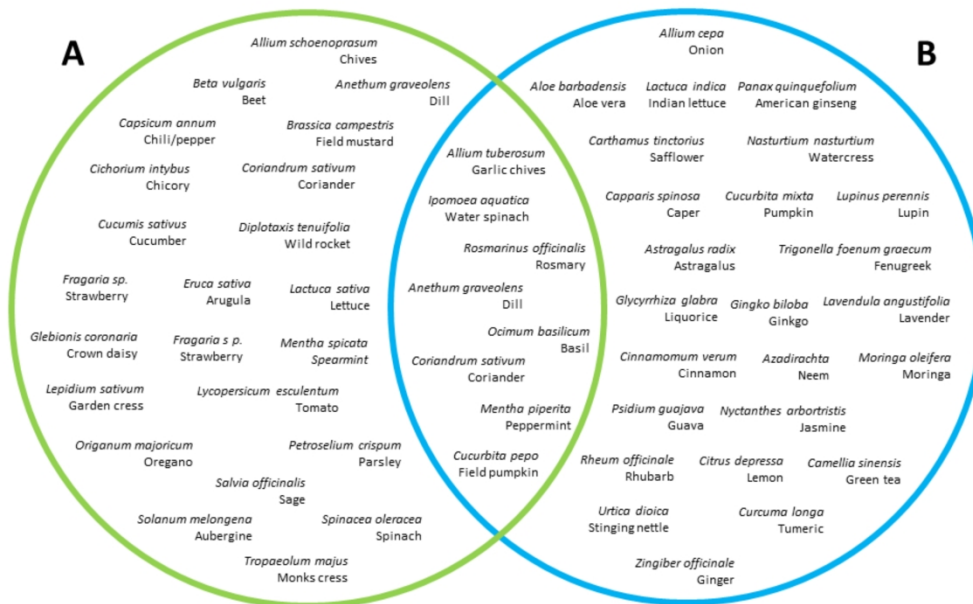 A
B
Allium schoenoprasum
Chives
Beta vulgaris
Beet
Anethum graveolens
Dill
Capsicum annum
Chili/pepper
Brassica campestris
Field mustard
Cichorium intybus
Chicory
Coriandrum sativum
Coriander
Cucumis sativus
Cucumber
Diplotaxis tenuifolia
Wild rocket
Fragaria sp.
Strawberry
Eruca sativa
Arugula
Lactuca sativa
Lettuce
Glebionis coronaria
Crown daisy
Fragaria s p.
Strawberry
Mentha spicata
Spearmint
Lepidium sativum
Garden cress
Lycopersicum esculentum
Tomato
Origanum majoricum
Oregano
Petroselium crispum
Parsley
Salvia officinalis
Sage
Solanum melongena
Aubergine
Spinacea oleracea
Spinach
Tropaeolum majus
Monks cress
Allium tuberosum
Garlic chives
Ipomoea aquatica
Water spinach
Rosmarinus officinalis
Rosmary
Anethum graveolens
Dill
Ocimum basilicum
Basil
Coriandrum sativum
Coriander
Mentha piperita
Peppermint
Cucurbita pepo
Field pumpkin
Allium cepa
Onion
Aloe barbadensis
Aloe vera
Lactuca indica
Indian lettuce
Panax quinquefolium
American ginseng
Carthamus tinctorius
Safflower
Nasturtium nasturtium
Watercress
Capparis spinosa
Caper
Cucurbita mixta
Pumpkin
Lupinus perennis
Lupin
Astragalus radix
Astragalus
Trigonella foenum graecum
Fenugreek
Glycyrrhiza glabra
Liquorice
Gingko biloba
Ginkgo
Lavendula angustifolia
Lavender
Cinnamomum verum
Cinnamon
Azadirachta
Neem
Moringa oleifera
Moringa
Psidium guajava
Guava
Nyctanthes arbortristis
Jasmine
Rheum officinale
Rhubarb
Citrus depressa
Lemon
Camellia sinensis
Green tea
Urtica dioica
Stinging nettle
Curcuma longa
Tumeric
Zingiber officinale
Ginger